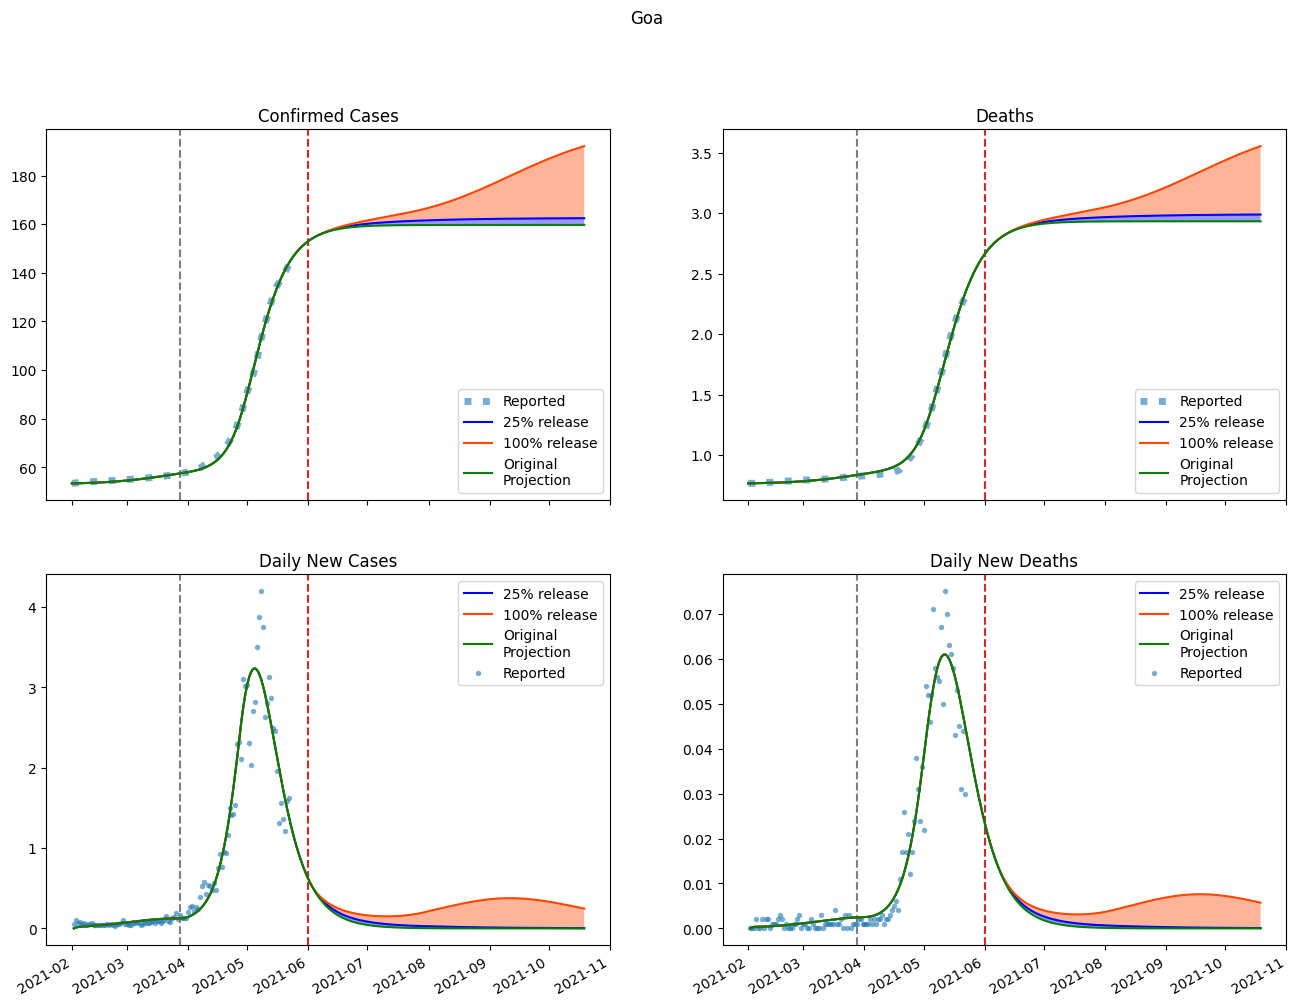 Goa
Confirmed Cases
180
160
140
120
100
80
60
Reported
25% release
100% release
Original
Projection
Deaths
3.5
3.0
2.5
2.0
1.5
1.0
Reported
25% release
100% release
Original
Projection
Daily New Cases
4
3
2
1
0
25% release
100% release
Original
Projection
Reported
2021-02
2021-03
2021-04
2021-05
2021-06
2021-07
2021-08
2021-09
2021-10
2021-11
Daily New Deaths
0.07
0.06
0.05
0.04
0.03
0.02
0.01
0.00
25% release
100% release
Original
Projection
Reported
2021-02
2021-03
2021-04
2021-05
2021-06
2021-07
2021-08
2021-09
2021-10
2021-11